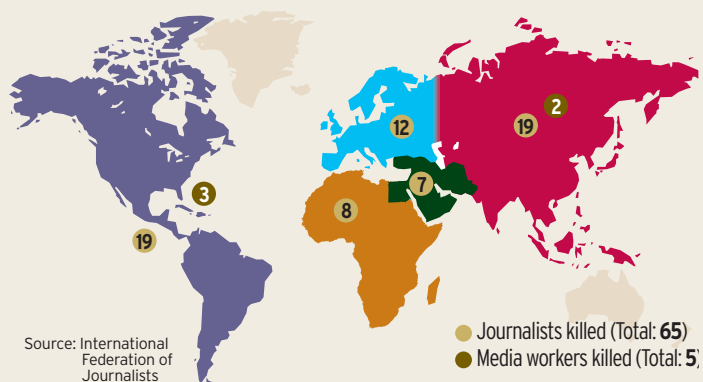 12
19
2
7
8
3
19
Journalists killed (Total: 65)
Media workers killed (Total: 5)
Source: International
Federation of
Journalists